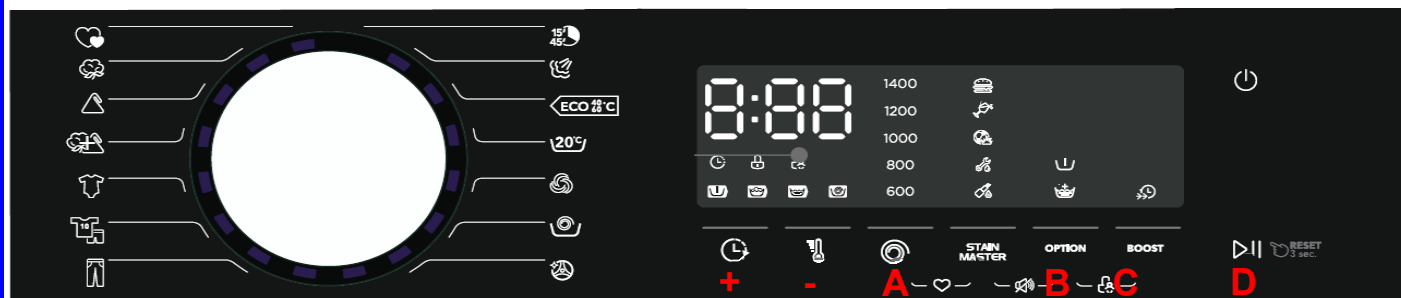 15'
45'
ECO 40 60 °C
20°C
10
8:88
1400
1200
1000
800
600
STAIN MASTER
OPTION
BOOST
RESET
3 sec.
+
-
A
B
C
D